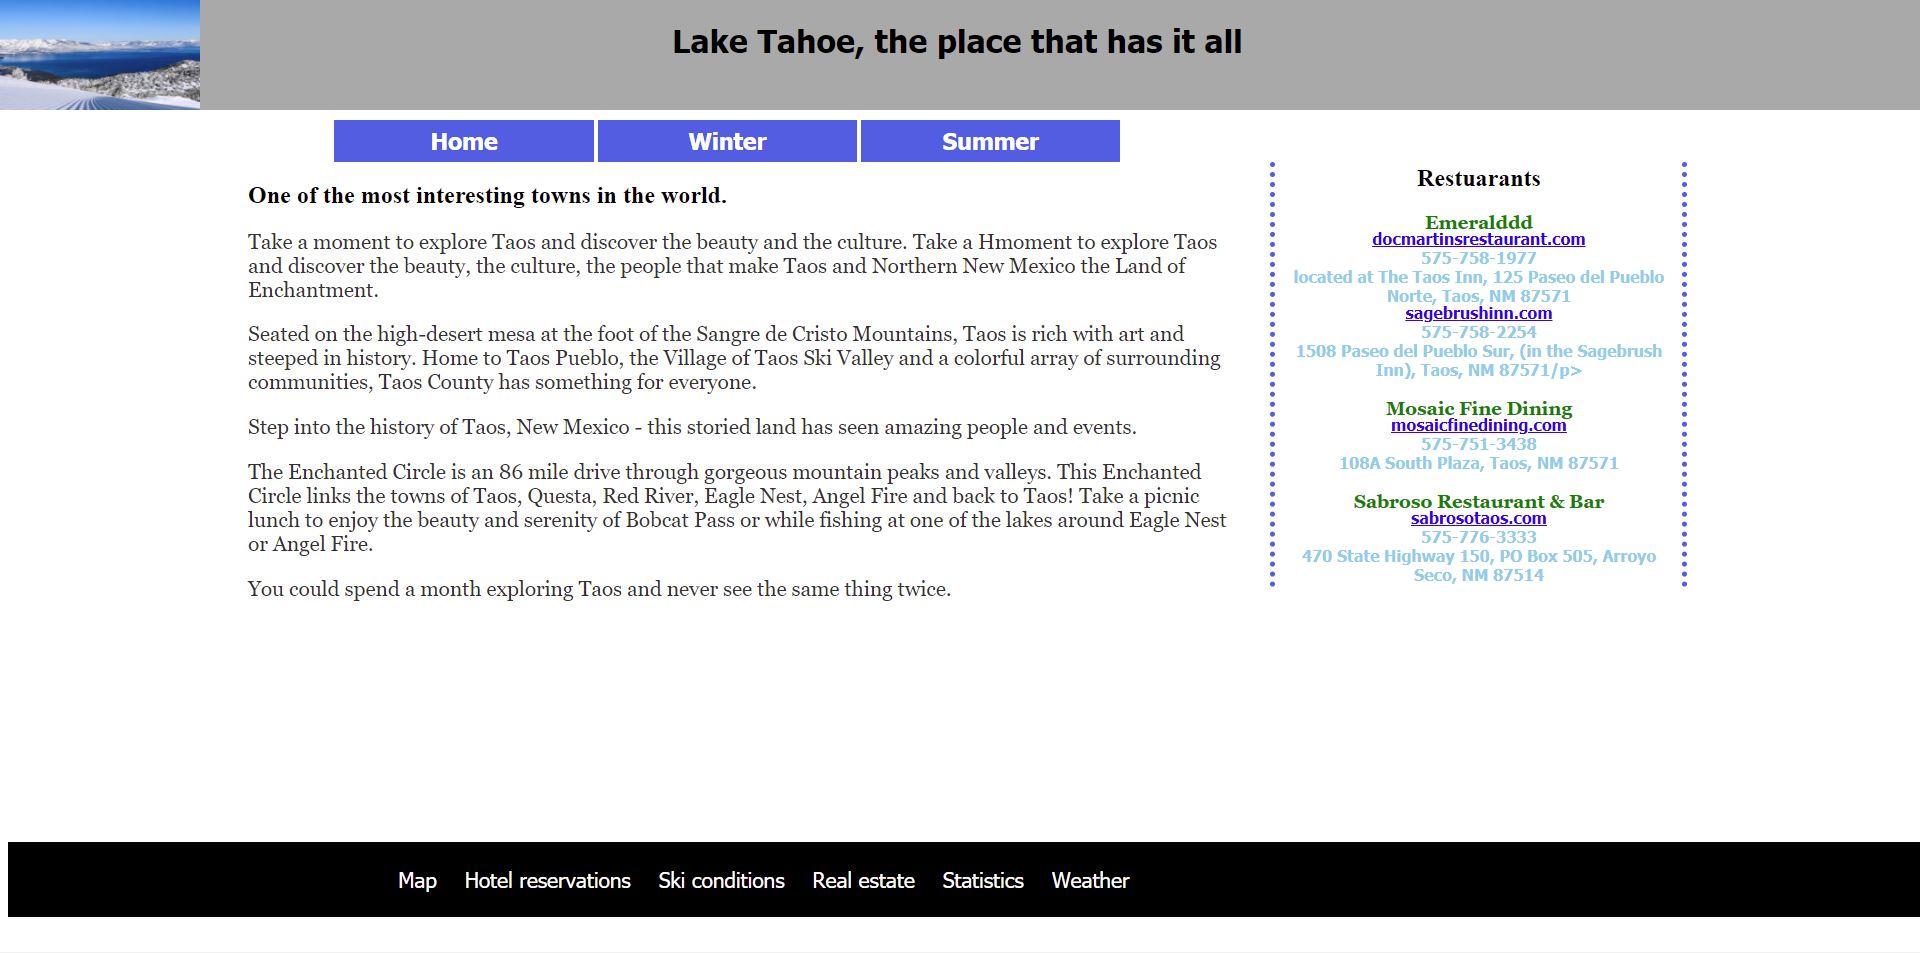 Lake Tahoe, the place that has it all
Home Winter Summer
One of the most interesting towns in the world.
Take a moment to explore Taos and discover the beauty and the culture. Take a Hmoment to explore Taos
and discover the beauty, the culture, the people that make Taos and Northern New Mexico the Land of
Enchantment.
Seated on the high-desert mesa at the foot of the Sangre de Cristo Mountains, Taos is rich with art and
steeped in history. Home to Taos Pueblo, the Village of Taos Ski Valley and a colorful array of surrounding
communities, Taos County has something for everyone.
Step into the history of Taos, New Mexico - this storied land has seen amazing people and events.
The Enchanted Circle is an 86 mile drive through gorgeous mountain peaks and valleys. This Enchanted
Circle links the towns of Taos, Questa, Red River, Eagle Nest, Angel Fire and back to Taos! Take a picnic
lunch to enjoy the beauty and serenity of Bobcat Pass or while fishing at one of the lakes around Eagle Nest
or Angel Fire.
You could spend a month exploring Taos and never see the same thing twice.
Restuarants
Emeralddd
docmartinsrestaurant.com
575-758-1977
located at The Taos Inn, 125 Paseo del Pueblo
Norte, Taos, NM 87571
sagebrushinn.com
575-758-2254
1508 Paseo del Pueblo Sur, (in the Sagebrush
Inn), Taos, NM 87571/p>
Mosaic Fine Dining
mosaicfinedining.com
575-751-3438
108A South Plaza, Taos, NM 87571
Sabroso Restaurant & Bar
sabrosotaos.com
575-776-3333
470 State Highway 150, PO Box 505, Arroyo
Seco, NM 87514
Map Hotel reservations Ski conditions Real estate Statistics Weather